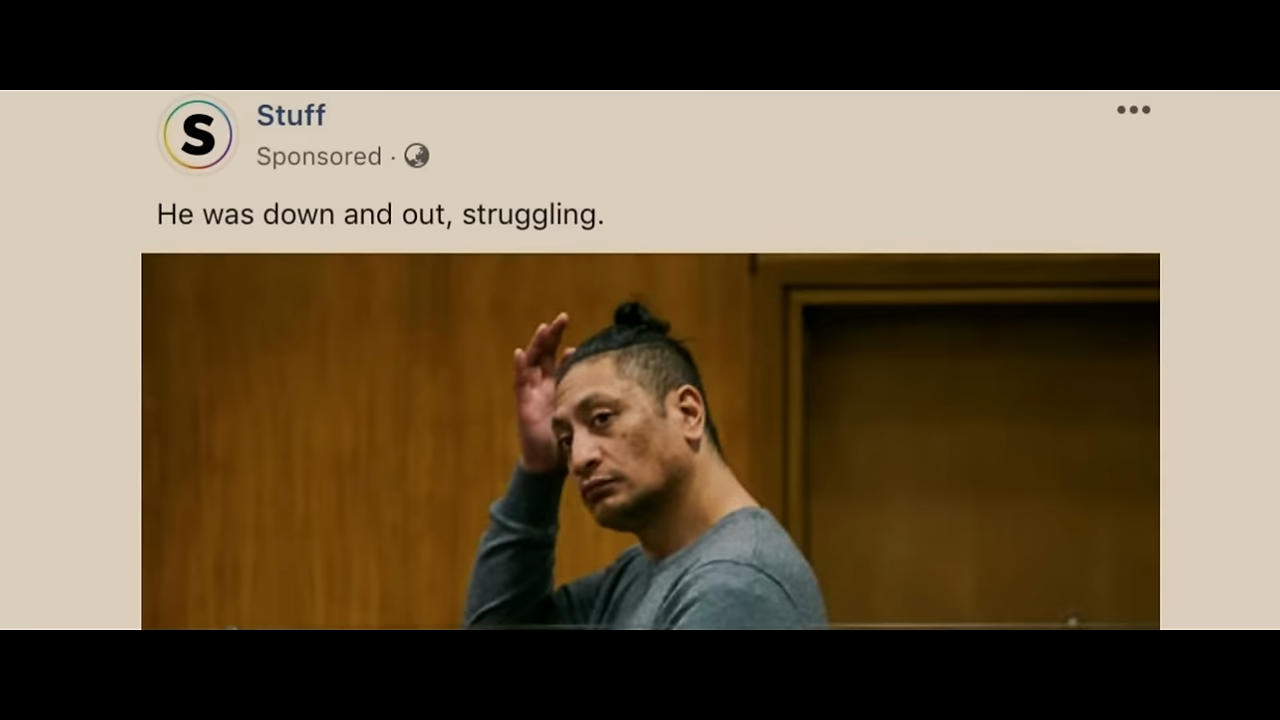 S
Stuff
Sponsored ·
He was down and out, struggling.